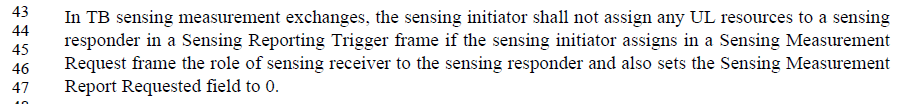 43 In TB sensing measurement exchanges, the sensing initiator shall not assign any UL resources to a sensing
44 responder in a Sensing Reporting Trigger frame if the sensing initiator assigns in a Sensing Measurement
45
46 Request frame the role of sensing receiver to the sensing responder and also sets the Sensing Measurement
47 Report Requested field to 0.